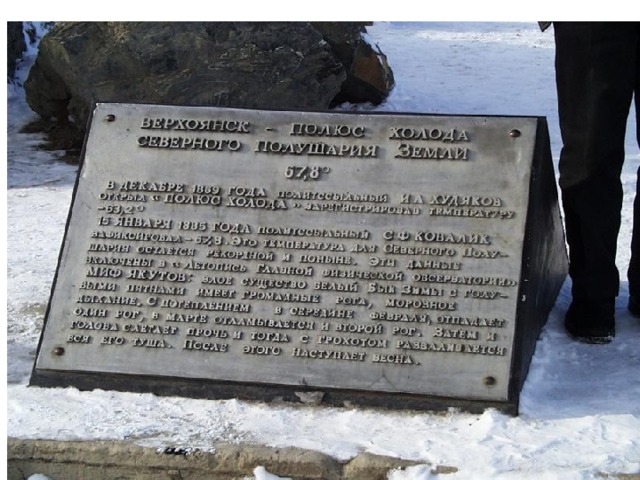 ВЕРХОЯНСК - ПОЛЮС ХОЛОДА
СЕВЕРНОГО ПОЛУШАРИЯ ЗЕМЛИ
67,8°
В ДЕКАБРЕ 1869 ГОДА ПОЛИТССЫЛЬНЫЙ И.А. ХУДЯКОВ
ОТКРЫЛ "ПОЛЮС ХОЛОДА" ЗАРЕГИСТРИРОВАВ ТЕМПЕРАТУРУ
-63,2°
15 ЯНВАРЯ 1885 ГОДА ПОЛИТССЫЛЬНЫЙ С.Ф. КОВАЛИК
ЗАФИКСИРОВАЛ - 67,8. ЭТО ТЕМПЕРАТУРА ДЛЯ СЕВЕРНОГО ПОЛУ-
ШАРИЯ ОСТАЕТСЯ РЕКОРДНОЙ И ПОНЫНЕ. ЭТИ ДАННЫЕ
ВКЛЮЧЕНЫ В «ЛЕТОПИСЬ ГЛАВНОЙ ФИЗИЧЕСКОЙ ОБСЕРВАТОРИИ»
МИФ ЯКУТОВ: ЗЛОЕ СУЩЕСТВО БЕЛЫЙ БЫК ЗИМЫ С ГОЛУ-
БЫМИ ПЯТНАМИ ИМЕЕТ ГРОМАДНЫЕ РОГА, МОРОЗНОЕ
ДЫХАНИЕ. С ПОТЕПЛЕНИЕМ В СЕРЕДИНЕ ФЕВРАЛЯ, ОТПАДАЕТ
ОДИН РОГ, В МАРТЕ ОТЛАМЫВАЕТСЯ И ВТОРОЙ РОГ. ЗАТЕМ И
ГОЛОВА СЛЕТАЕТ ПРОЧЬ И ТОГДА С ГРОХОТОМ РАЗВАЛИВАЕТСЯ
ВСЯ ЕГО ТУША. ПОСЛЕ ЭТОГО НАСТУПАЕТ ВЕСНА.